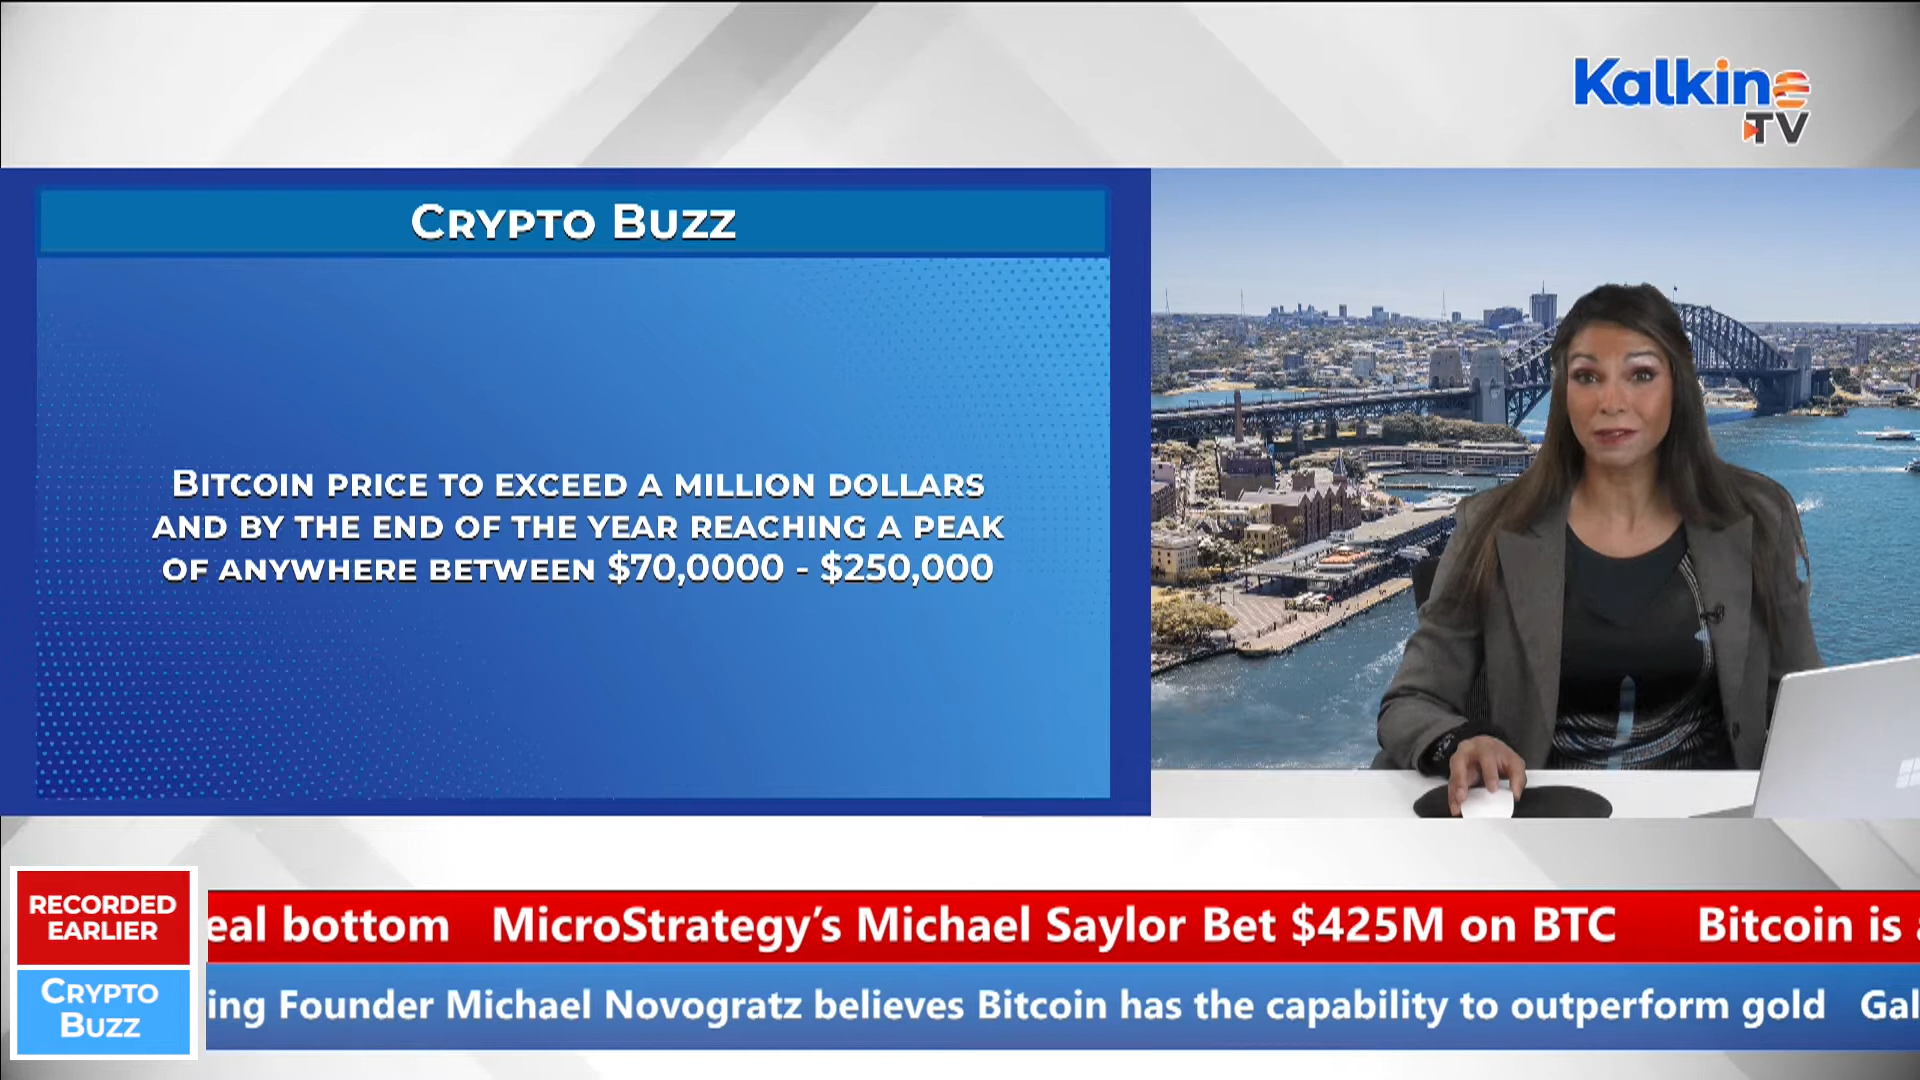 Kalkine
TV
CRYPTO BUZZ
BITCOIN PRICE TO EXCEED A MILLION DOLLARS
AND BY THE END OF THE YEAR REACHING A PEAK
OF ANYWHERE BETWEEN $70,0000 - $250,000
RECORDED
EARLIER
eal bottom MicroStrategy’s Michael Saylor Bet $425M on BTC Bitcoin is
CRYPTO
BUZZ
ing Founder Michael Novogratz believes Bitcoin has the capability to outperform gold Gal